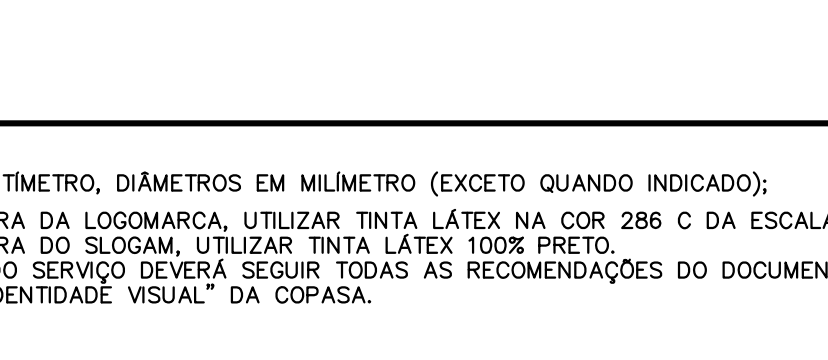 TÍMETRO, DIÂMETROS EM MILÍMETRO (EXCETO QUANDO INDICADO);
RA DA LOGOMARCA, UTILIZAR TINTA LÁTEX NA COR 286 C DA ESCALA
RA DO SLOGAM, UTILIZAR TINTA LÁTEX 100% PRETO.
DO SERVIÇO DEVERÁ SEGUIR TODAS AS RECOMENDAÇÕES DO DOCUMEN
DENTIDADE VISUAL” DA COPASA.